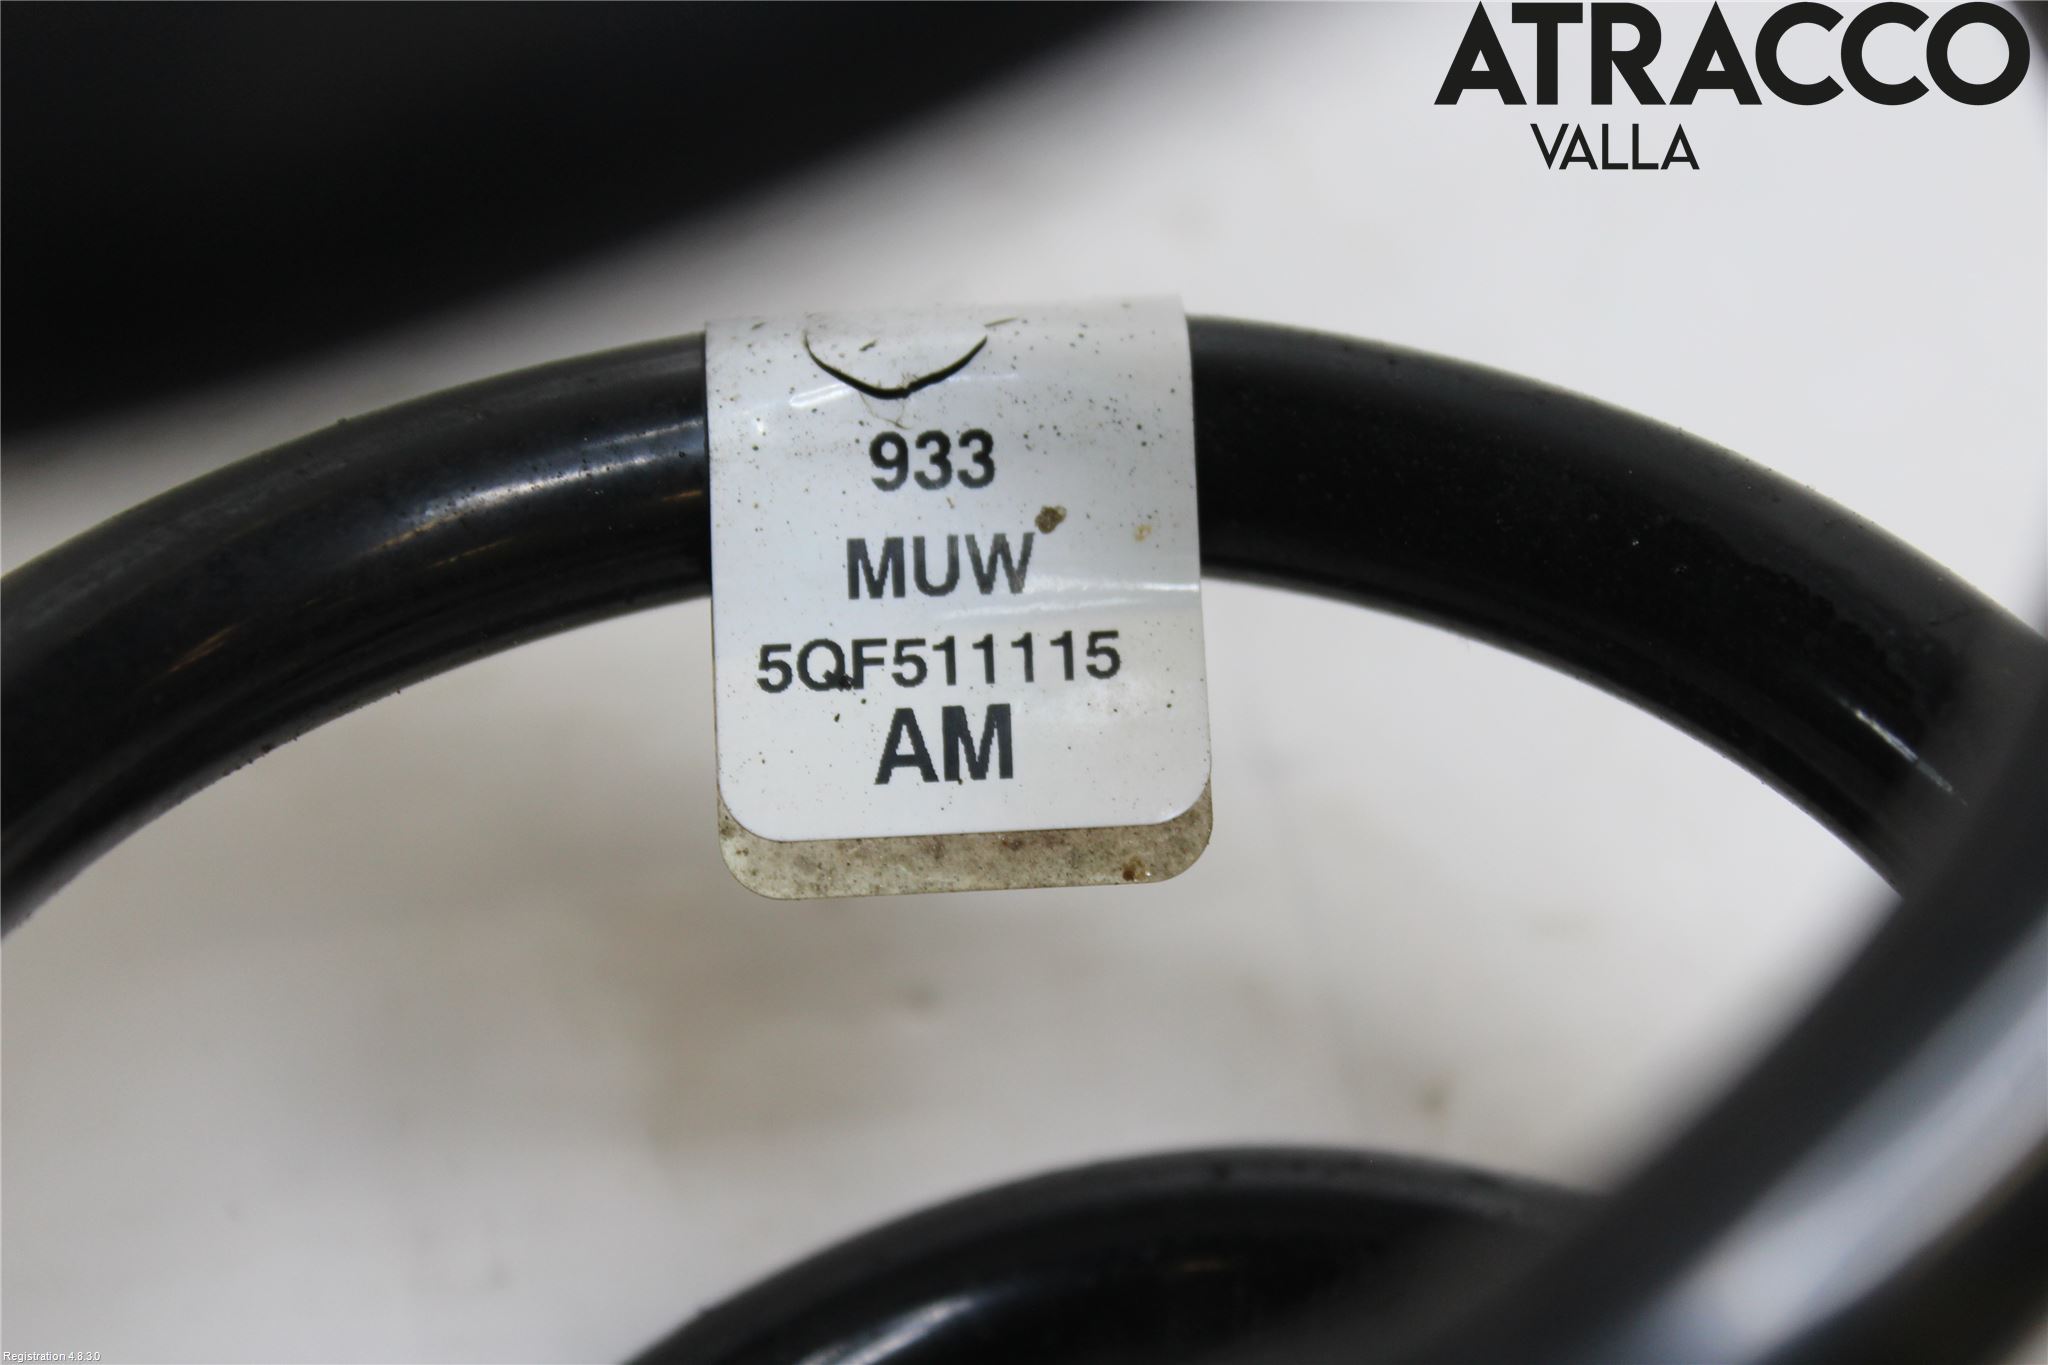 ATRACCO
VALLA
933
MUW
5QF511115
AM
Registration 4.8.3.0